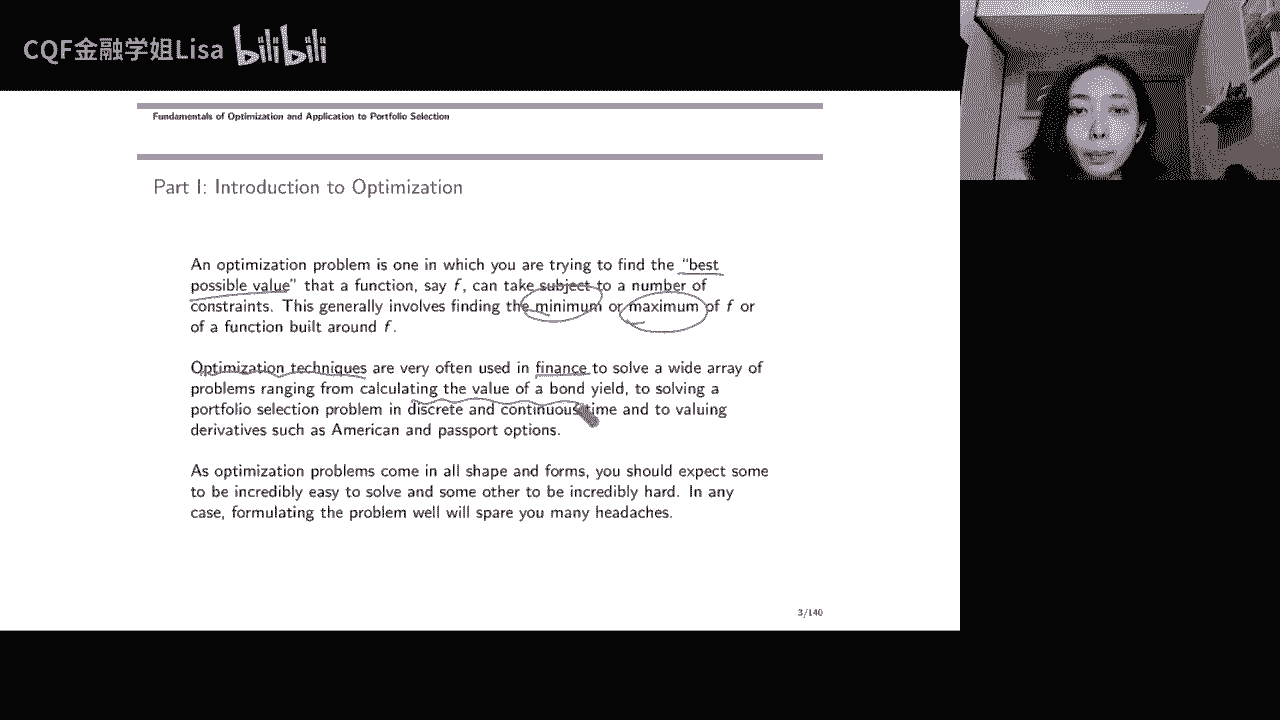 CQF金融学姐Lisa bilibili
Fundamentals of Optimization and Application to Portfolio Selection
Part I: Introduction to Optimization
An optimization problem is one in which you are trying to find the “best
possible value” that a function, say f, can take subject to a number of
constraints. This generally involves finding the minimum or maximum of f or
of a function built around f.
Optimization techniques are very often used in finance to solve a wide array of
problems ranging from calculating the value of a bond yield, to solving a
portfolio selection problem in discrete and continuous time and to valuing
derivatives such as American and passport options.
As optimization problems come in all shape and forms, you should expect some
to be incredibly easy to solve and some other to be incredibly hard. In any
case, formulating the problem well will spare you many headaches.
3/140